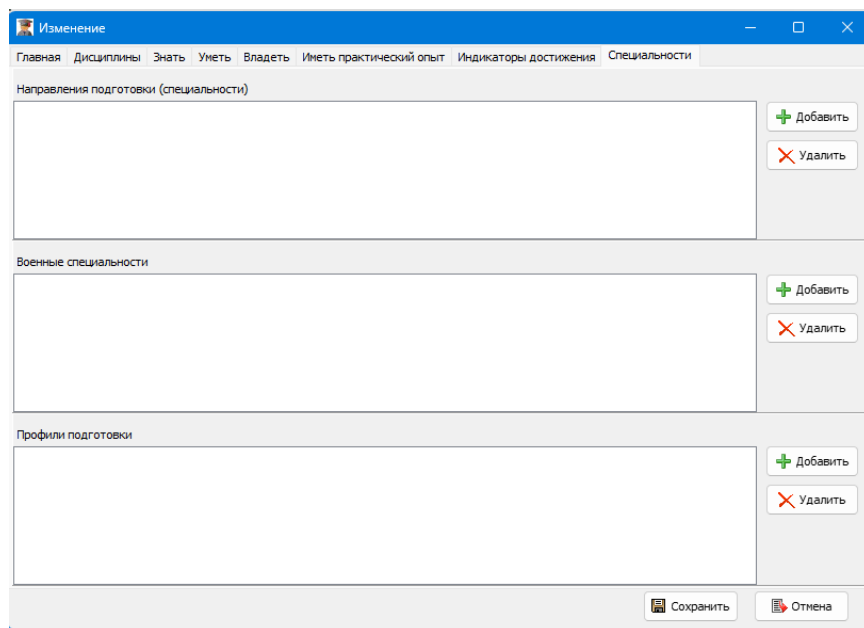 Изменение
Главная Дисциплины Знать Уметь Владеть Иметь практический опыт Индикаторы достижения Специальности
Направления подготовки (специальности)
Добавить
Удалить
Военные специальности
Добавить
Удалить
Профили подготовки
Добавить
Удалить
Сохранить Отмена